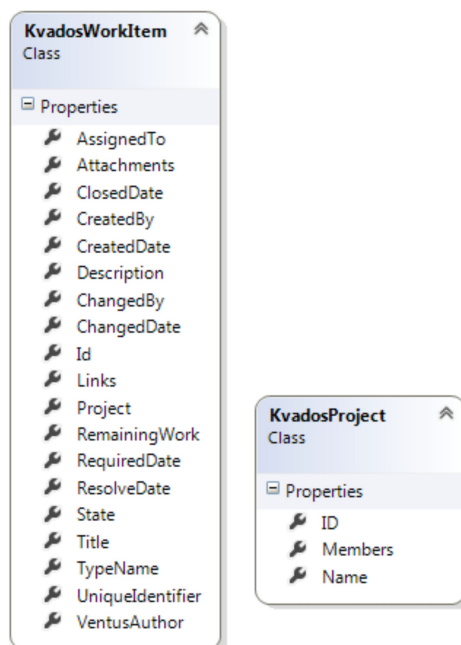 KvadosWorkItem
Class
Properties
AssignedTo
Attachments
ClosedDate
CreatedBy
CreatedDate
Description
ChangedBy
ChangedDate
Id
Links
Project
RemainingWork
RequiredDate
ResolveDate
State
Title
TypeName
UniqueIdentifier
VentusAuthor
KvadosProject
Class
Properties
ID
Members
Name